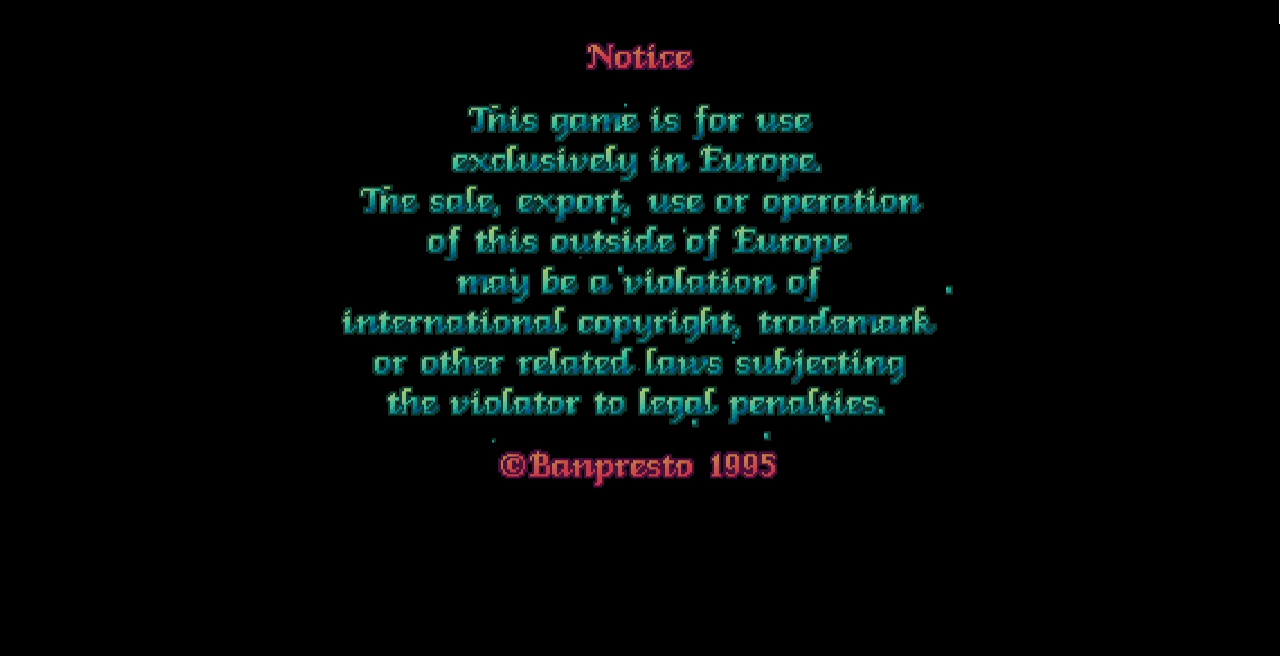 Notice
This game is for use
exclusively in Europe.
The sale, export, use or operation
of this outside of Europe
may be a violation of
international copyright, trademark
or other related laws subjecting
the violator to legal penalties.
©Banpresto 1995